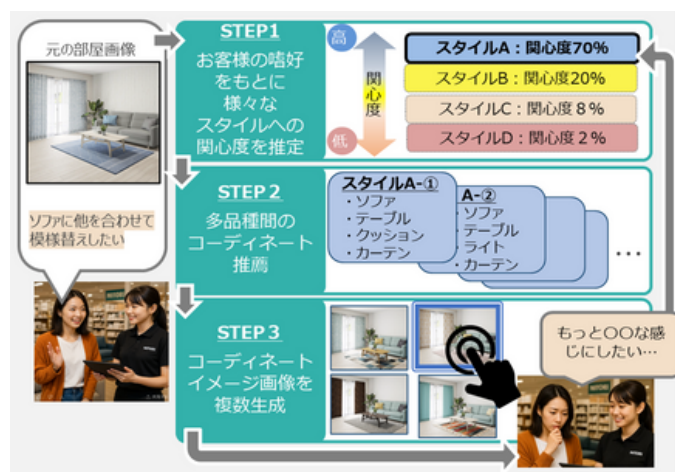 元の部屋画像
ソファに他を合わせて
模様替えしたい
STEP1
お客様の嗜好
をもとに
様々な
スタイルへの
関心度を推定
高
関心度
低
スタイルA：関心度70%
スタイルB：関心度20%
スタイルC：関心度8%
スタイルD：関心度2%
STEP2
多品種間の
コーディネート
推薦
スタイルA-①
・ソファ
・テーブル
・クッション
・カーテン
A-②
・ソファ
・テーブル
・ライト
・カーテン
...
STEP3
コーディネート
イメージ画像を
複数生成
もっと〇〇な感
じにしたい…